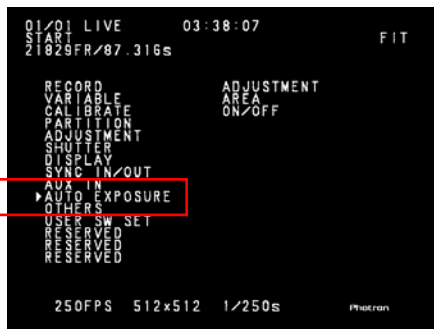 01/01 LIVE 03:38:07
START FIT
21829FR/87.316s
RECORD ADJUSTMENT
VARIABLE AREA
CALIBRATE ON/OFF
PARTITION
ADJUSTMENT
SHUTTER
DISPLAY
SYNC IN/OUT
AUX IN
▶AUTO EXPOSURE
OTHERS
USER SW SET
RESERVED
RESERVED
RESERVED
250FPS 512x512 1/250s Photron